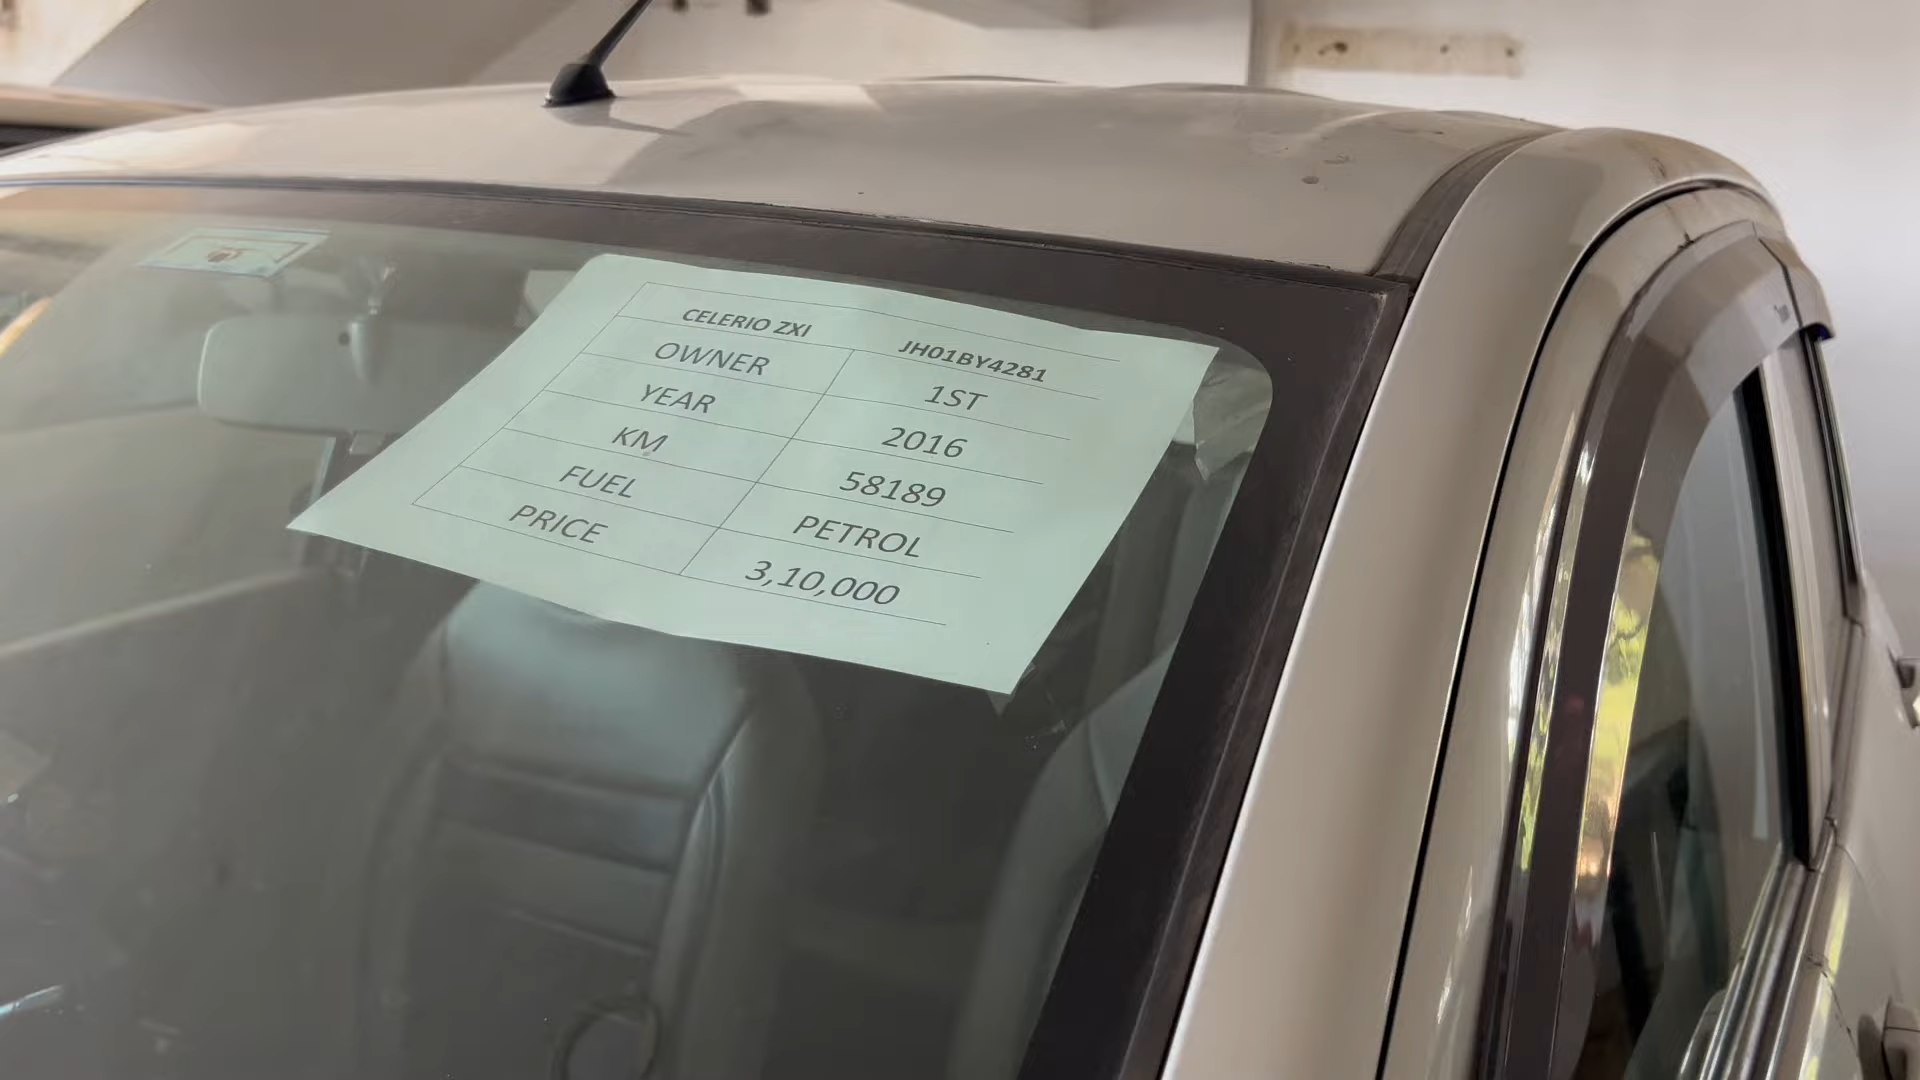 CELERIO ZXI JH01BY4281
OWNER 1ST
YEAR 2016
KM 58189
FUEL PETROL
PRICE 3,10,000